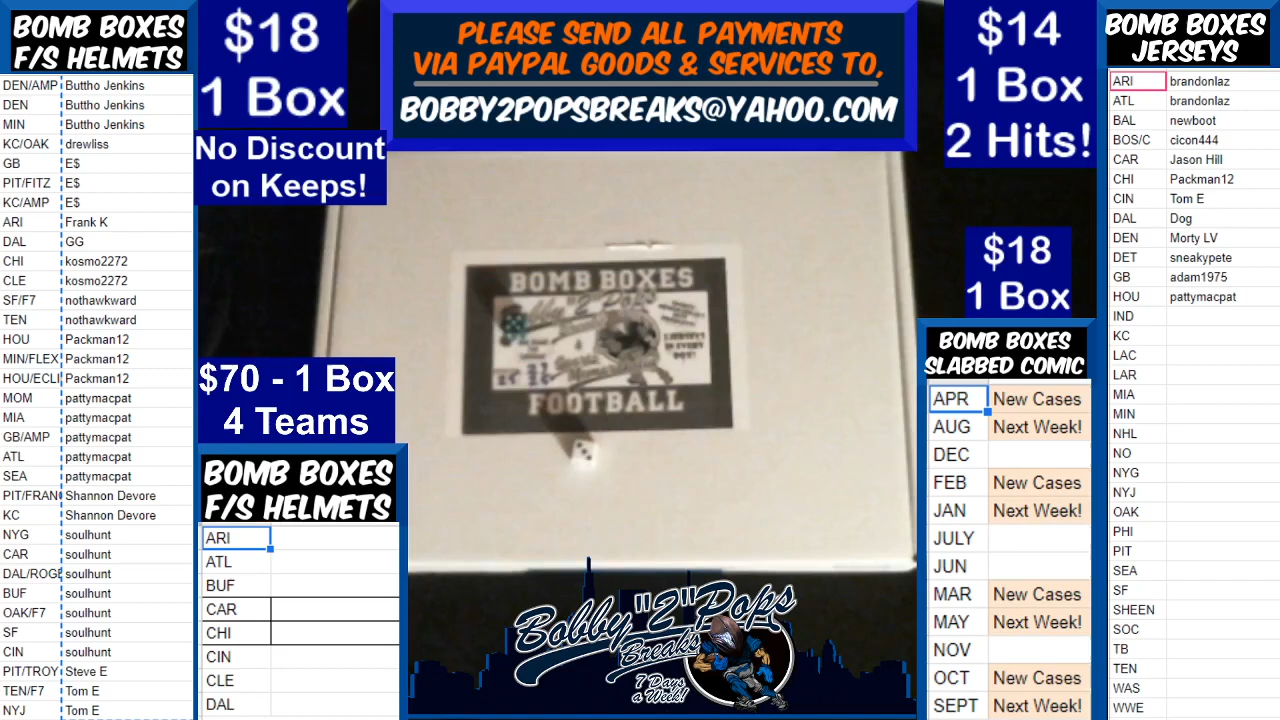 BOMB BOXES
F/S HELMETS
DEN/AMP Buttho Jenkins
DEN Buttho Jenkins
MIN Buttho Jenkins
KC/OAK drewliss
GB E$
PIT/FITZ E$
KC/AMP E$
ARI Frank K
DAL GG
CHI kosmo2272
CLE kosmo2272
SF/F7 nothawkward
TEN nothawkward
HOU Packman12
MIN/FLEX Packman12
HOU/ECLI Packman12
MOM pattymacpat
MIA pattymacpat
GB/AMP pattymacpat
ATL pattymacpat
SEA pattymacpat
PIT/FRAN Shannon Devore
KC Shannon Devore
NYG soulhunt
CAR soulhunt
DAL/ROGE soulhunt
BUF soulhunt
OAK/F7 soulhunt
SF soulhunt
CIN soulhunt
PIT/TROY Steve E
TEN/F7 Tom E
NYJ Tom E
$18
1 Box
No Discount
on Keeps!
$70 - 1 Box
4 Teams
BOMB BOXES
F/S HELMETS
ARI
ATL
BUF
CAR
CHI
CIN
CLE
DAL
PLEASE SEND ALL PAYMENTS
VIA PAYPAL GOODS & SERVICES TO,
BOBBY2POPSBREAKS@YAHOO.COM
BOMB BOXES
FOOTBALL
Bobby "2" Pops
Breaks
7 Days
a Week!
$14
1 Box
2 Hits!
$18
1 Box
BOMB BOXES
SLABBED COMIC
APR New Cases
AUG Next Week!
DEC
FEB New Cases
JAN Next Week!
JULY
JUN
MAR New Cases
MAY Next Week!
NOV
OCT New Cases
SEPT Next Week!
BOMB BOXES
JERSEYS
ARI brandonlaz
ATL brandonlaz
BAL newboot
BOS/C cicon444
CAR Jason Hill
CHI Packman12
CIN Tom E
DAL Dog
DEN Morty LV
DET sneakypete
GB adam1975
HOU pattymacpat
IND
KC
LAC
LAR
MIA
MIN
NHL
NO
NYG
NYJ
OAK
PHI
PIT
SEA
SF
SHEEN
SOC
TB
TEN
WAS
WWE